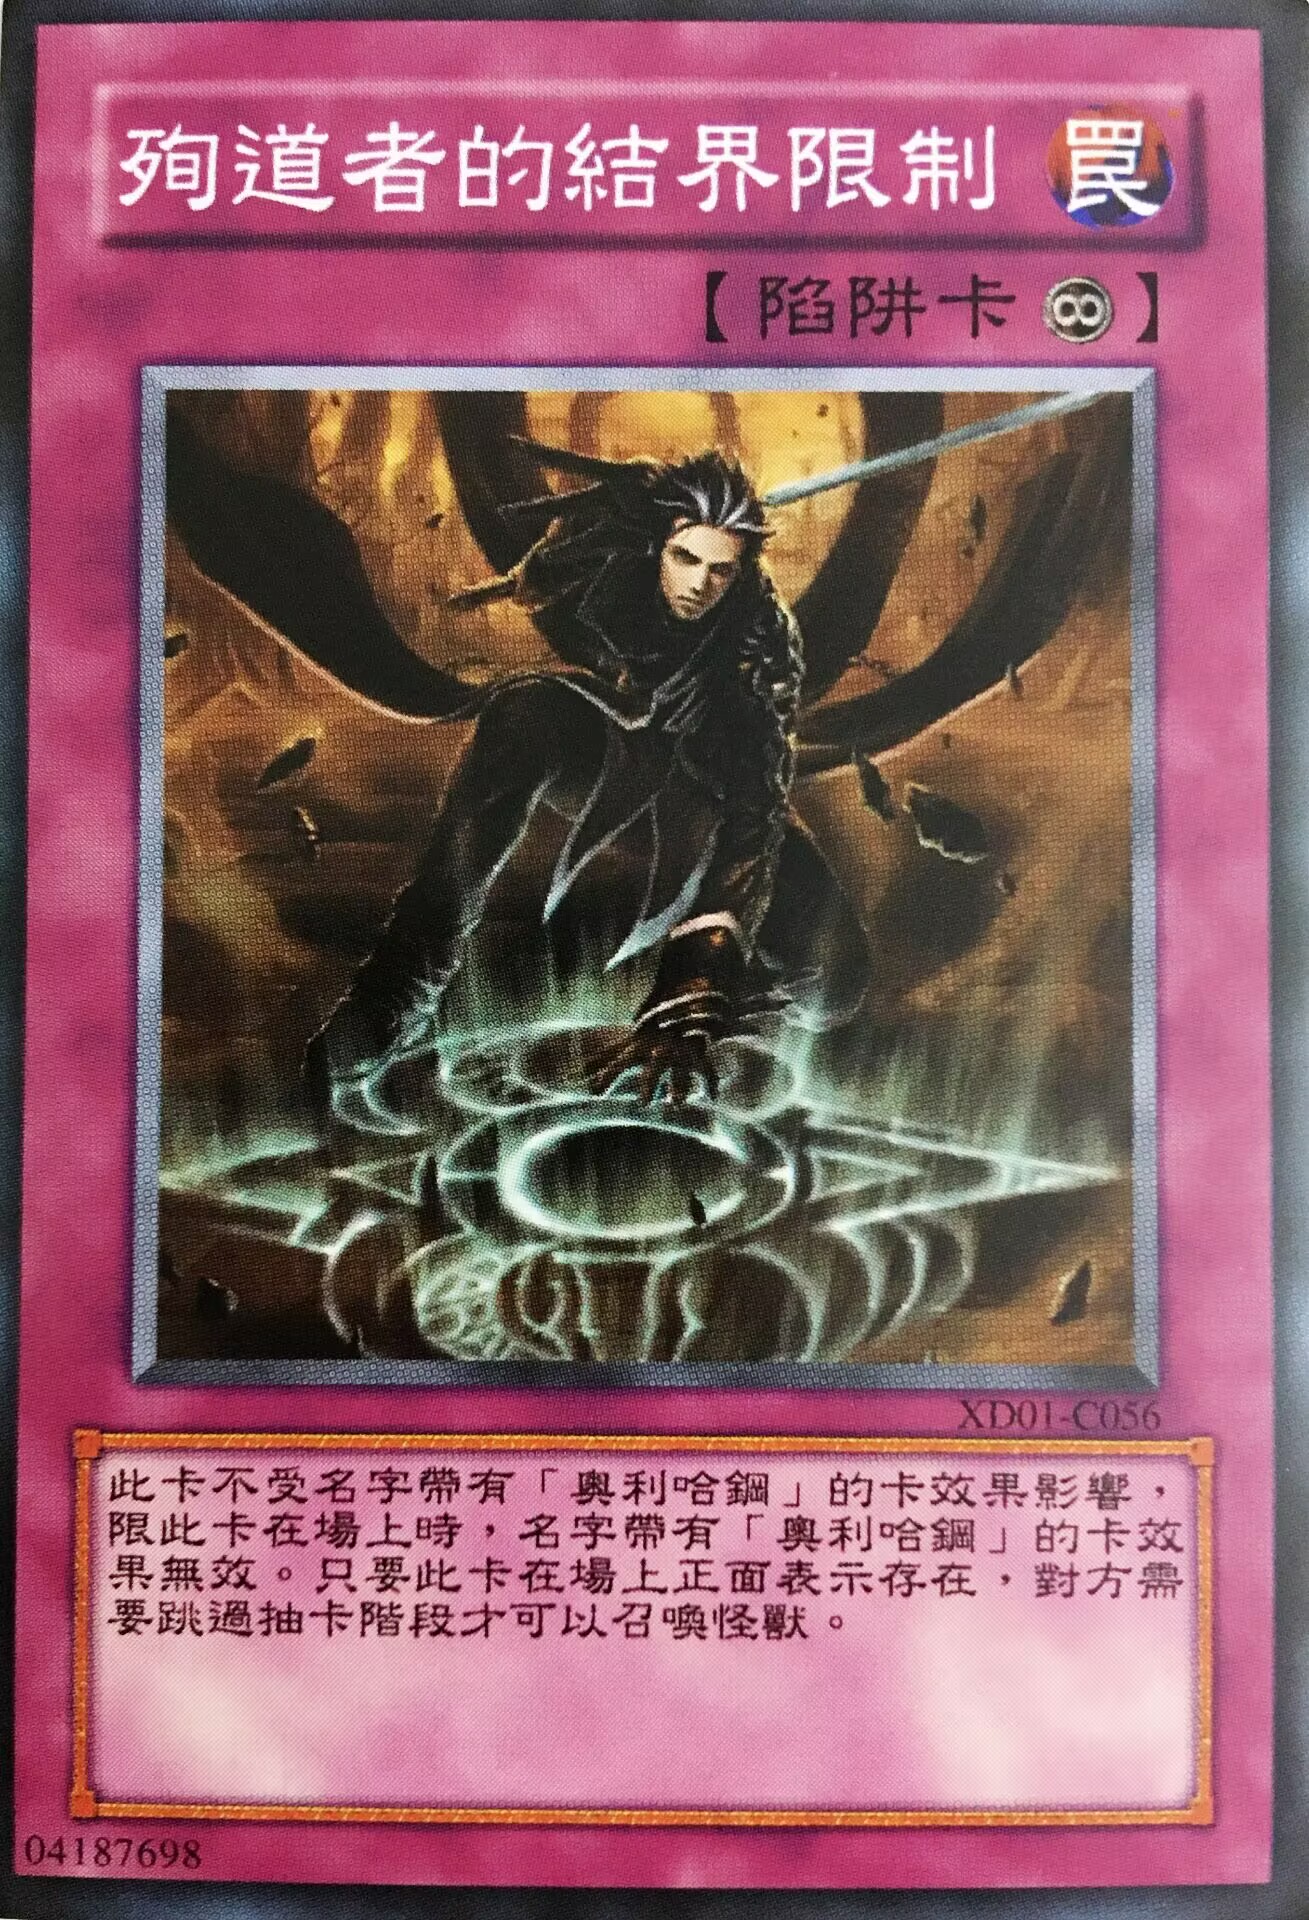 殉道者的結界限制 罠
【陷阱卡 ∞】
XD01-C056
此卡不受名字帶有「奧利哈鋼」的卡效果影響，
限此卡在場上時，名字帶有「奧利哈鋼」的卡效
果無效。只要此卡在場上正面表示存在，對方需
要跳過抽卡階段才可以召喚怪獸。
04187698